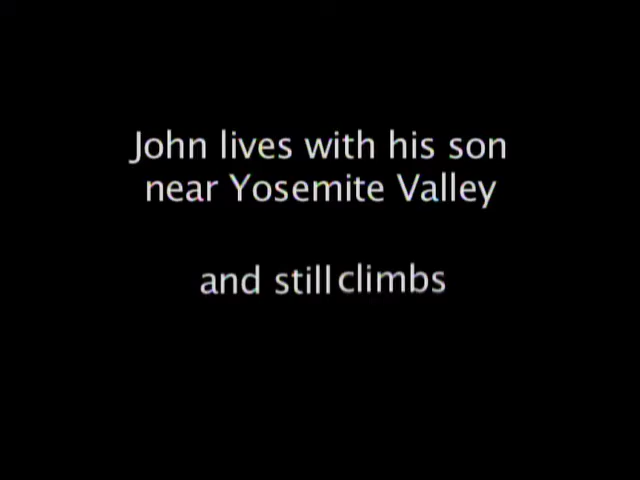 John lives with his son
near Yosemite Valley
and still climbs